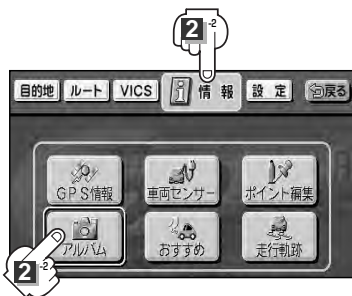 2-2
目的地 ルート VICS 情報 設定 戻る
GPS情報 車両センサー ポイント編集
アルバム おすすめ 走行軌跡
2-2